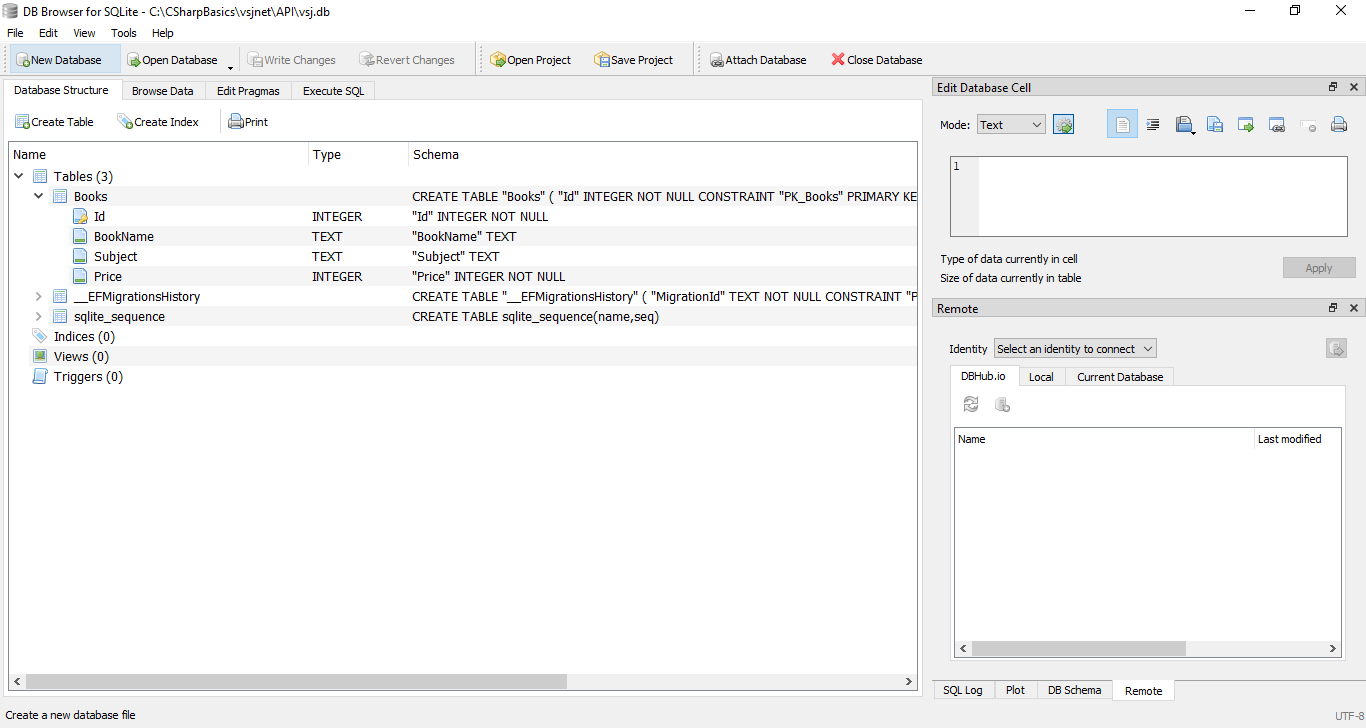 DB Browser for SQLite - C:\CSharpBasics\vsjnet\API\vsj.db
File Edit View Tools Help
New Database Open Database Write Changes Revert Changes Open Project Save Project Attach Database Close Database
Database Structure Browse Data Edit Pragmas Execute SQL
Create Table Create Index Print
Name Type Schema
Tables (3)
Books CREATE TABLE "Books" ( "Id" INTEGER NOT NULL CONSTRAINT "PK_Books" PRIMARY KE
Id INTEGER "Id" INTEGER NOT NULL
BookName TEXT "BookName" TEXT
Subject TEXT "Subject" TEXT
Price INTEGER "Price" INTEGER NOT NULL
__EFMigrationsHistory CREATE TABLE "__EFMigrationsHistory" ( "MigrationId" TEXT NOT NULL CONSTRAINT "P
sqlite_sequence CREATE TABLE sqlite_sequence(name,seq)
Indices (0)
Views (0)
Triggers (0)
Edit Database Cell
Mode: Text
1
Type of data currently in cell
Size of data currently in table
Apply
Remote
Identity Select an identity to connect
DBHub.io Local Current Database
Name Last modified
SQL Log Plot DB Schema Remote
Create a new database file
UTF-8